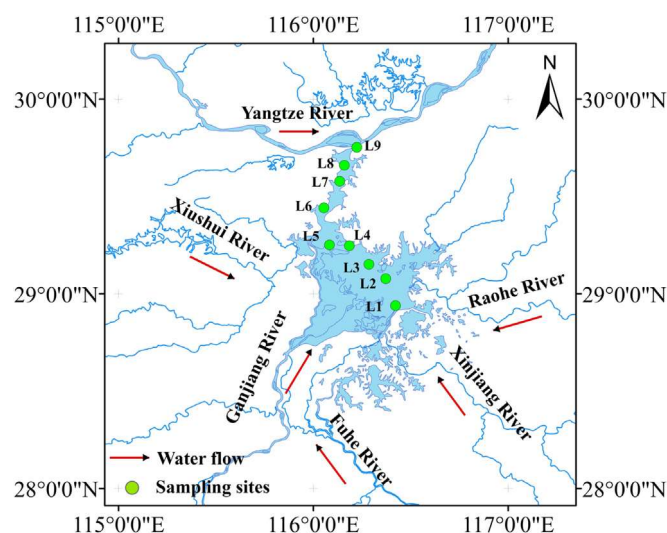 115°0'0"E 116°0'0"E 117°0'0"E
N
30°0'0"N 30°0'0"N
Yangtze River
L9
L8
L7
L6
Xiushui River
L5 L4
L3
L2
29°0'0"N 29°0'0"N
L1
Raohe River
Ganjiang River
Xinjiang River
Fuhe River
Water flow
Sampling sites
28°0'0"N 28°0'0"N
115°0'0"E 116°0'0"E 117°0'0"E